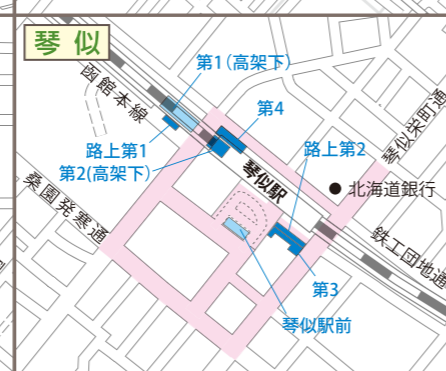 琴似
第1(高架下)
函館本線
第4
琴似栄町通
路上第1
路上第2
第2(高架下)
琴似駅
北海道銀行
桑園発寒通
鉄工団地通
第3
琴似駅前